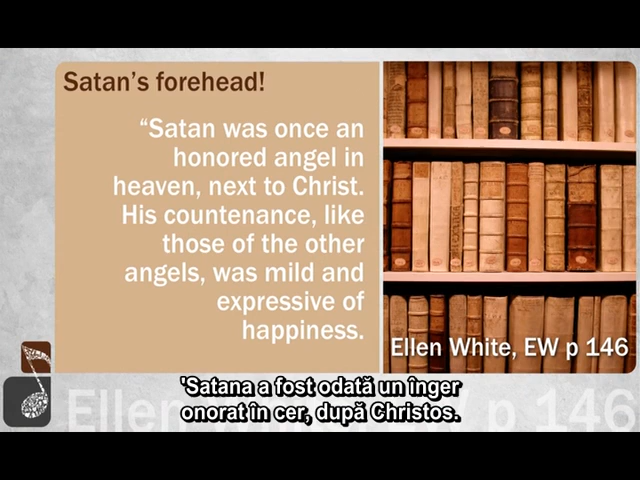 Satan's forehead!
“Satan was once an
honored angel in
heaven, next to Christ.
His countenance, like
those of the other
angels, was mild and
expressive of
happiness.
Ellen White, EW p 146
'Satana a fost odată un înger
onorat în cer, după Christos.